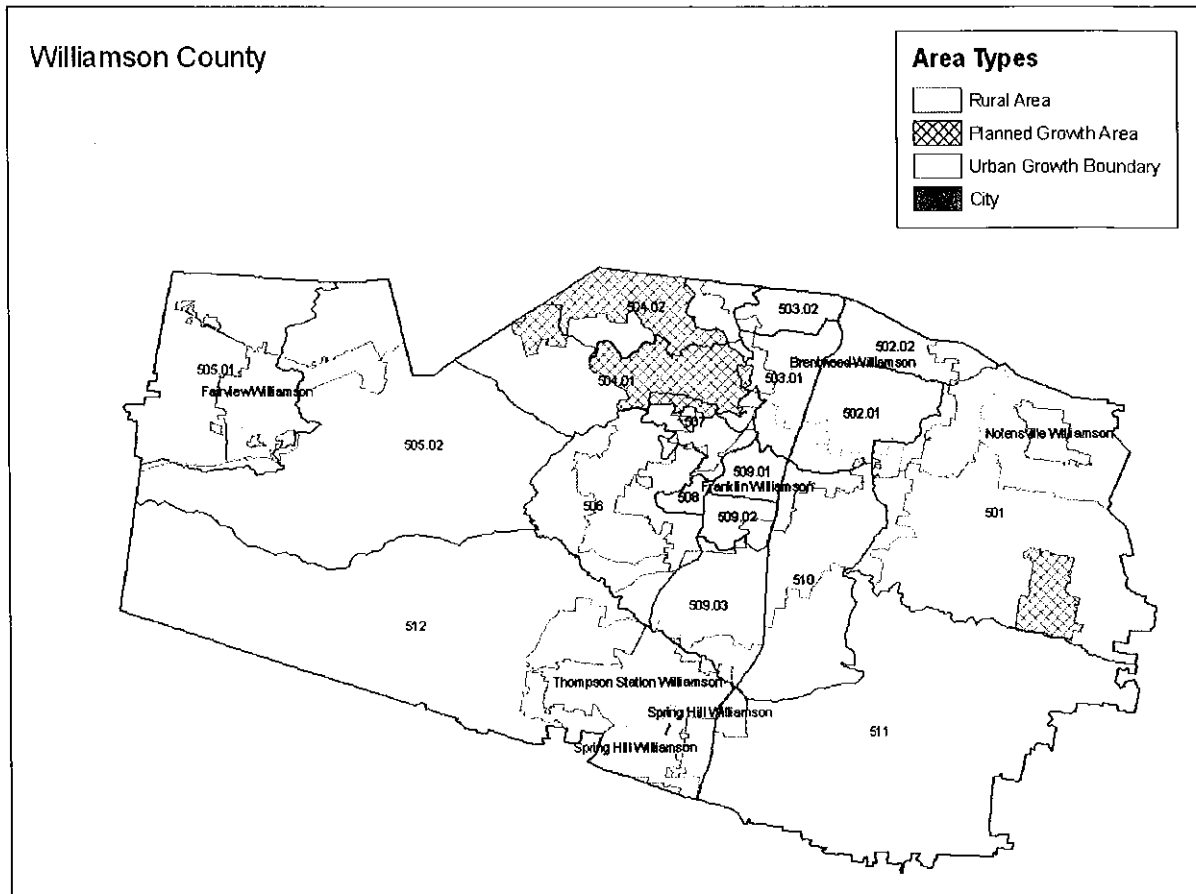 Williamson County
Area Types
Rural Area
Planned Growth Area
Urban Growth Boundary
City
504.02
503.02
502.02
Brentwood Williamson
505.01
Fairview Williamson
504.01
503.01
502.01
507
Nolensville Williamson
505.02
509.01
Franklin Williamson
508
506
509.02
501
510
509.03
512
Thompson Station Williamson
Spring Hill Williamson
511
Spring Hill Williamson